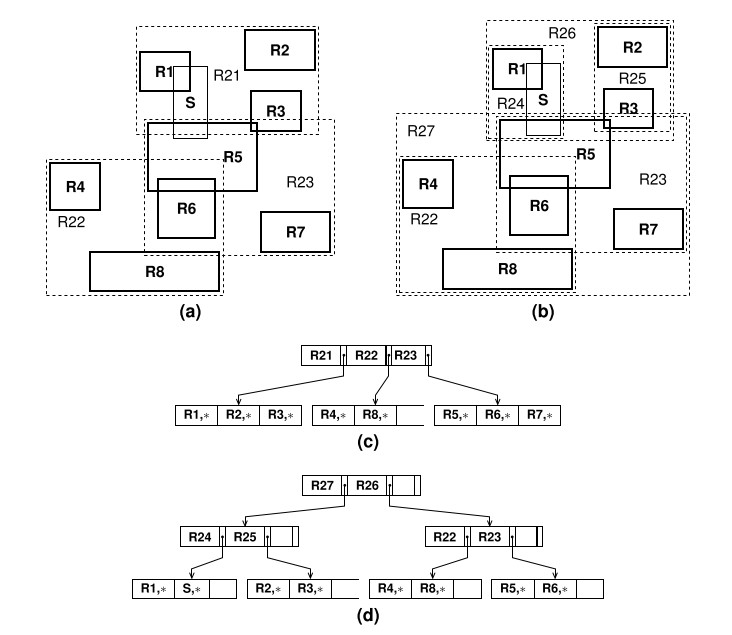 R1 R2 R21 S R3 R5 R4 R23 R6 R22 R7 R8
(a)
R26 R2 R1 R25 R24 S R3 R27 R5 R4 R23 R6 R22 R7 R8
(b)
R21 R22 R23
R1,* R2,* R3,* R4,* R8,* R5,* R6,* R7,*
(c)
R27 R26
R24 R25 R22 R23
R1,* S,* R2,* R3,* R4,* R8,* R5,* R6,*
(d)